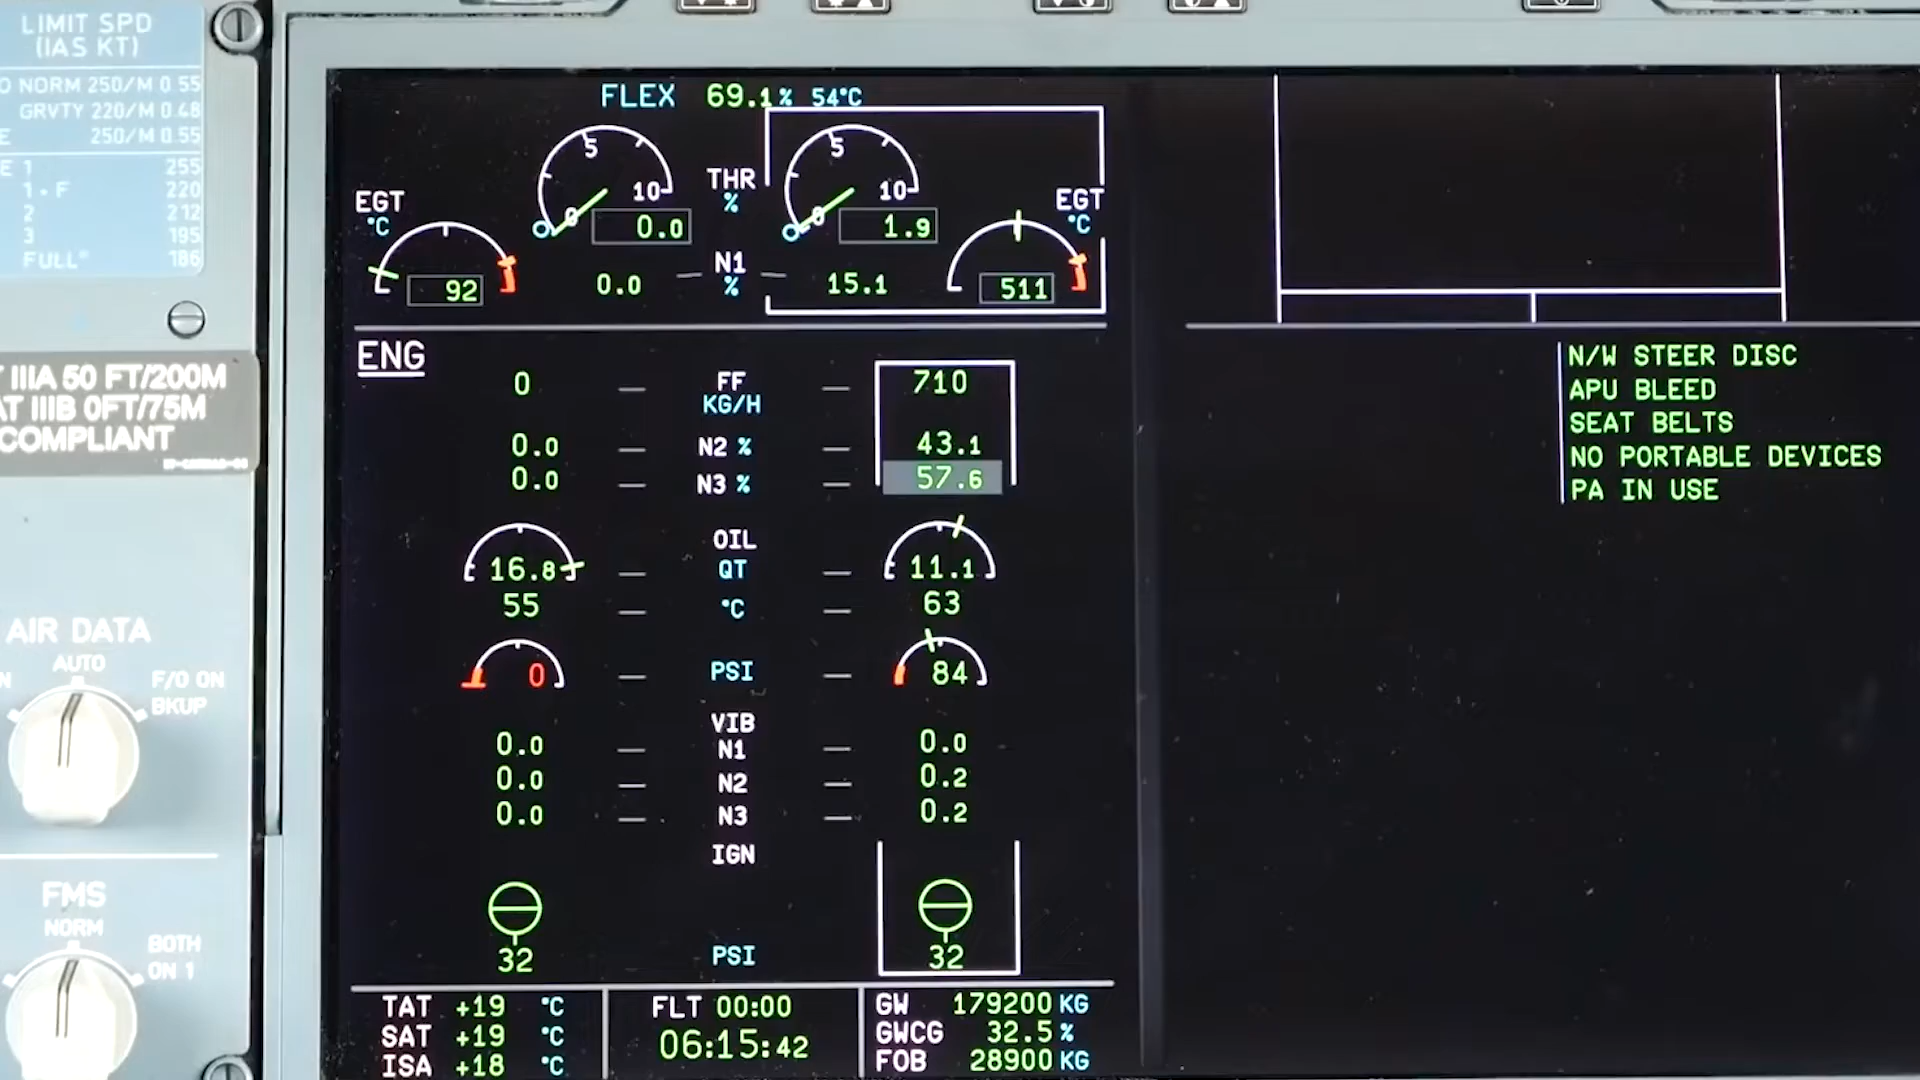 LIMIT SPD
(IAS KT)
NORM 250/M 0.55
GRVTY 220/M 0.48
250/M 0.55
1 255
1+F 220
2 212
3 195
FULL 186
IIIA 50 FT/200M
IIIB 0FT/75M
COMPLIANT
AIR DATA
AUTO
F/O ON
BKUP
FMS
NORM
BOTH
ON 1
FLEX 69.1% 54°C
5 5
10 THR 10
EGT % EGT
°C 0 0.0 0 1.9 °C
92 0.0 N1 15.1 511
%
ENG
0 FF 710
KG/H
0.0 N2 % 43.1
0.0 N3 % 57.6
OIL
16.8 QT 11.1
55 °C 63
0 PSI 84
VIB
0.0 N1 0.0
0.0 N2 0.2
0.0 N3 0.2
IGN
32 PSI 32
TAT +19 °C
SAT +19 °C
ISA +18 °C
FLT 00:00
06:15:42
GW 179200 KG
GWCG 32.5 %
FOB 28900 KG
N/W STEER DISC
APU BLEED
SEAT BELTS
NO PORTABLE DEVICES
PA IN USE